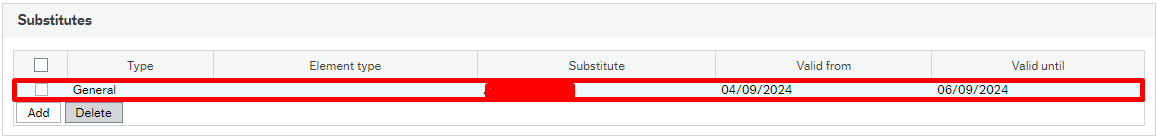 Substitutes
Type Element type Substitute Valid from Valid until
General 04/09/2024 06/09/2024
Add Delete